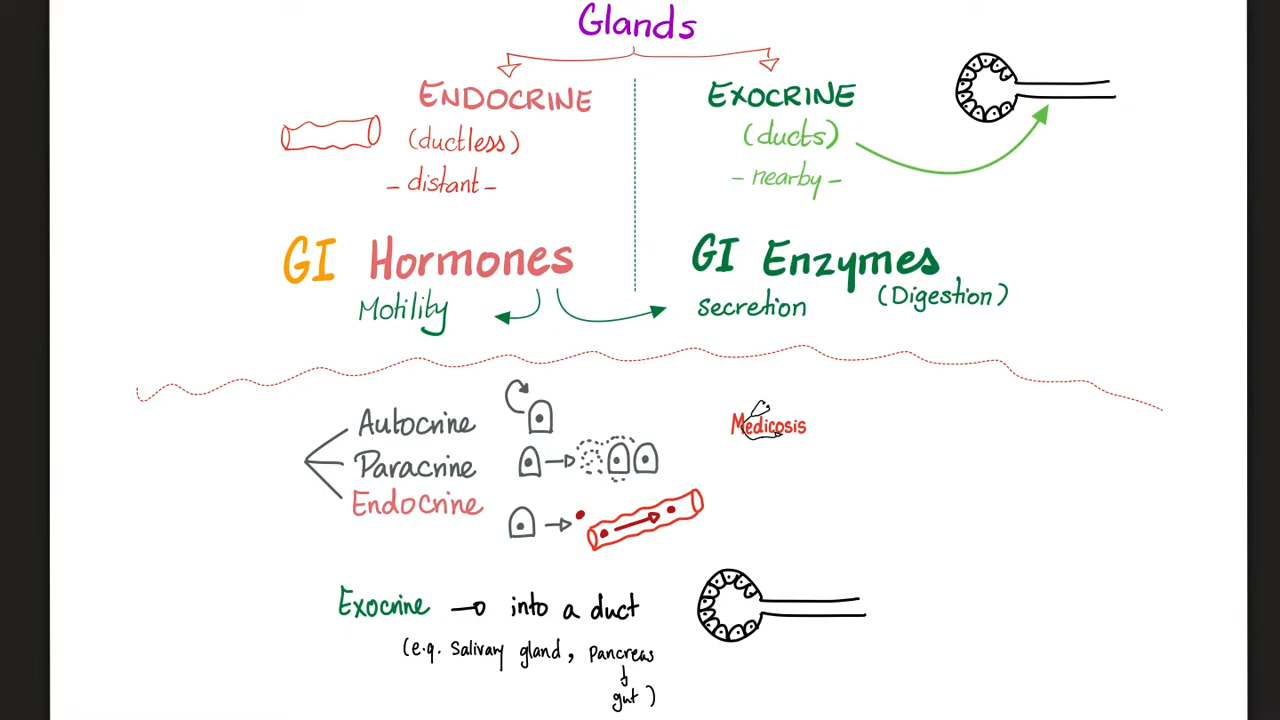 Glands
ENDOCRINE
(ductless)
- distant -
EXOCRINE
(ducts)
- nearby -
GI Hormones
Motility
GI Enzymes
secretion (Digestion)
Autocrine
Paracrine
Endocrine
Medicosis
Exocrine → into a duct
(e.g. Salivary gland, Pancreas
gut)